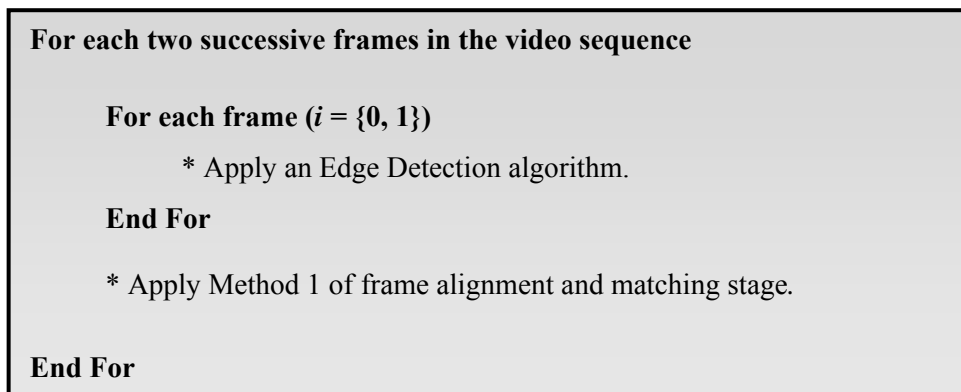 For each two successive frames in the video sequence
For each frame (i = {0, 1})
* Apply an Edge Detection algorithm.
End For
* Apply Method 1 of frame alignment and matching stage.
End For